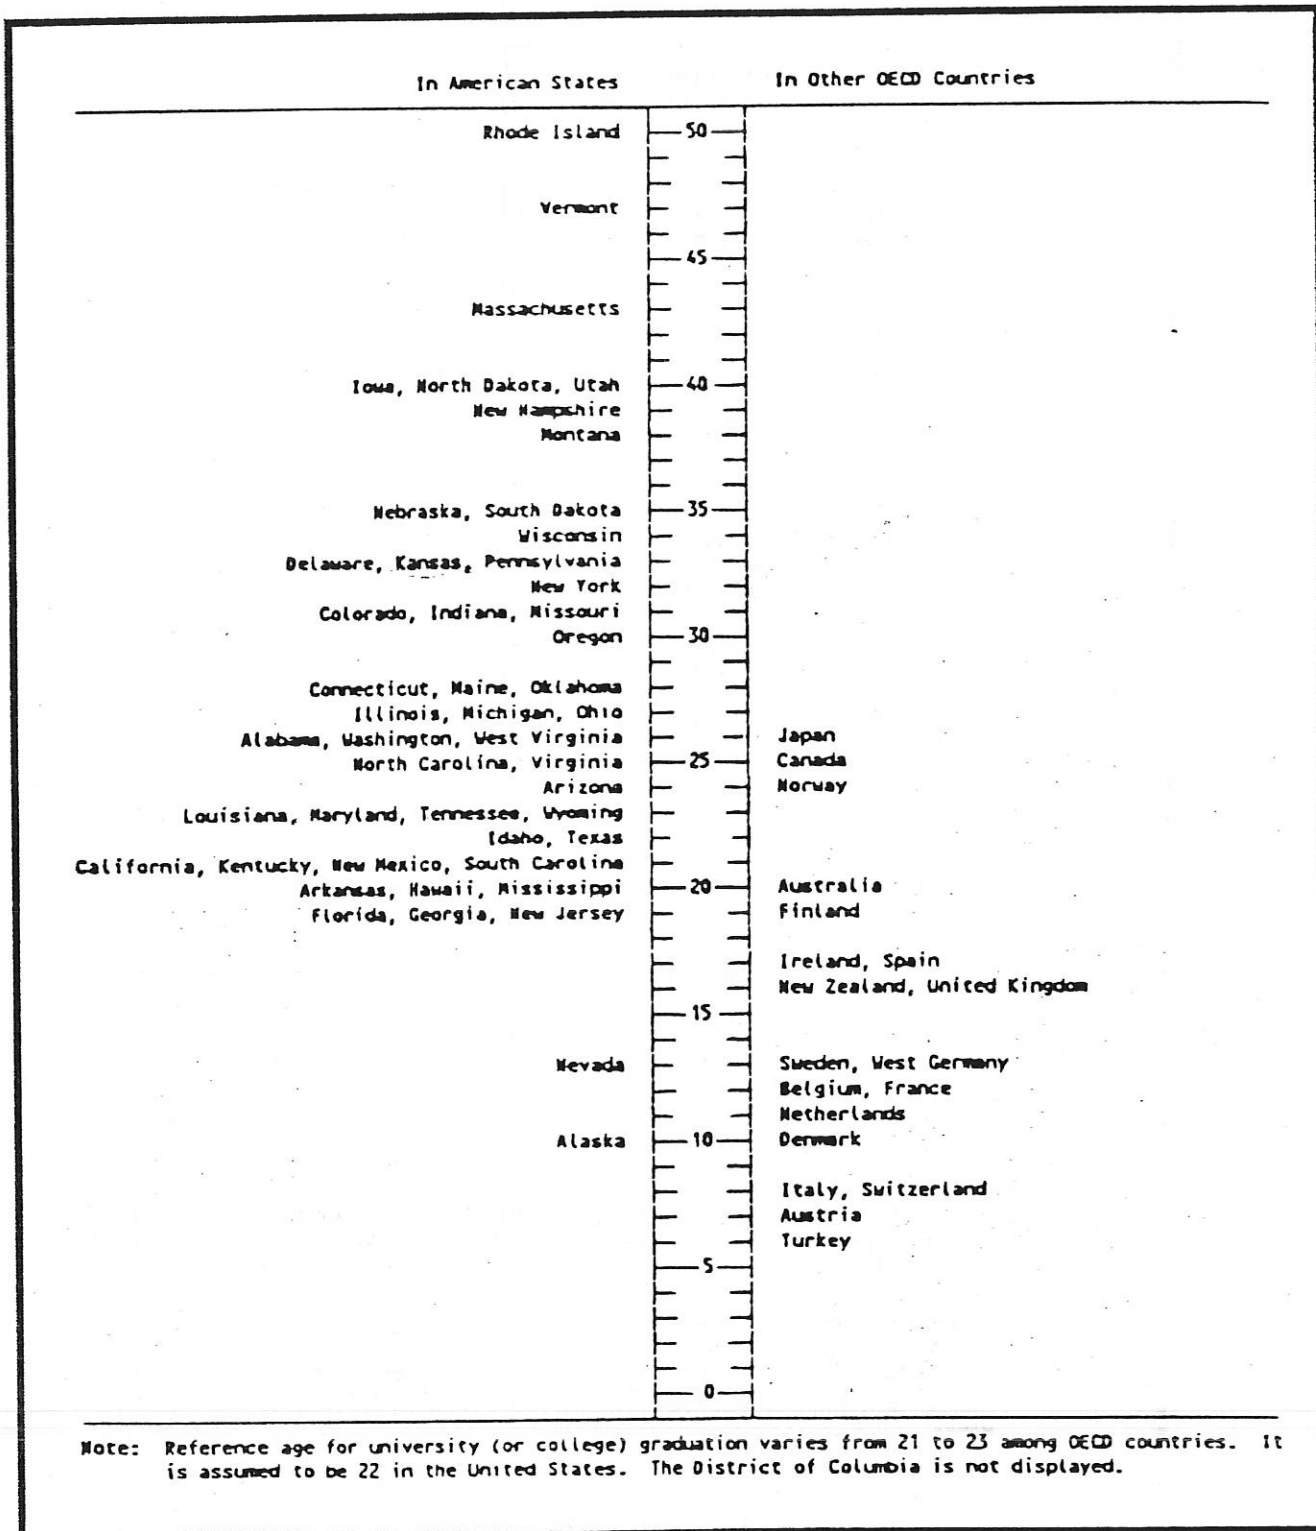 In American States In Other OECD Countries
Rhode Island 50
Vermont
45
Massachusetts
Iowa, North Dakota, Utah 40
New Hampshire
Montana
Nebraska, South Dakota 35
Wisconsin
Delaware, Kansas, Pennsylvania
New York
Colorado, Indiana, Missouri
Oregon 30
Connecticut, Maine, Oklahoma
Illinois, Michigan, Ohio
Alabama, Washington, West Virginia Japan
North Carolina, Virginia 25 Canada
Arizona Norway
Louisiana, Maryland, Tennessee, Wyoming
Idaho, Texas
California, Kentucky, New Mexico, South Carolina
Arkansas, Hawaii, Mississippi 20 Australia
Florida, Georgia, New Jersey Finland
Ireland, Spain
New Zealand, United Kingdom
15
Nevada Sweden, West Germany
Belgium, France
Netherlands
Alaska 10 Denmark
Italy, Switzerland
Austria
Turkey
5
0
Note: Reference age for university (or college) graduation varies from 21 to 23 among OECD countries. It
is assumed to be 22 in the United States. The District of Columbia is not displayed.